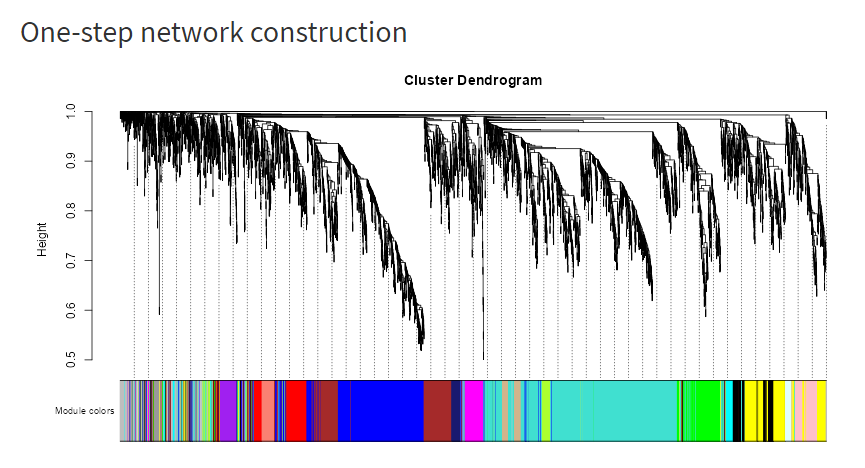 One-step network construction
Cluster Dendrogram
1.0
0.9
0.8
0.7
0.6
0.5
Height
Module colors